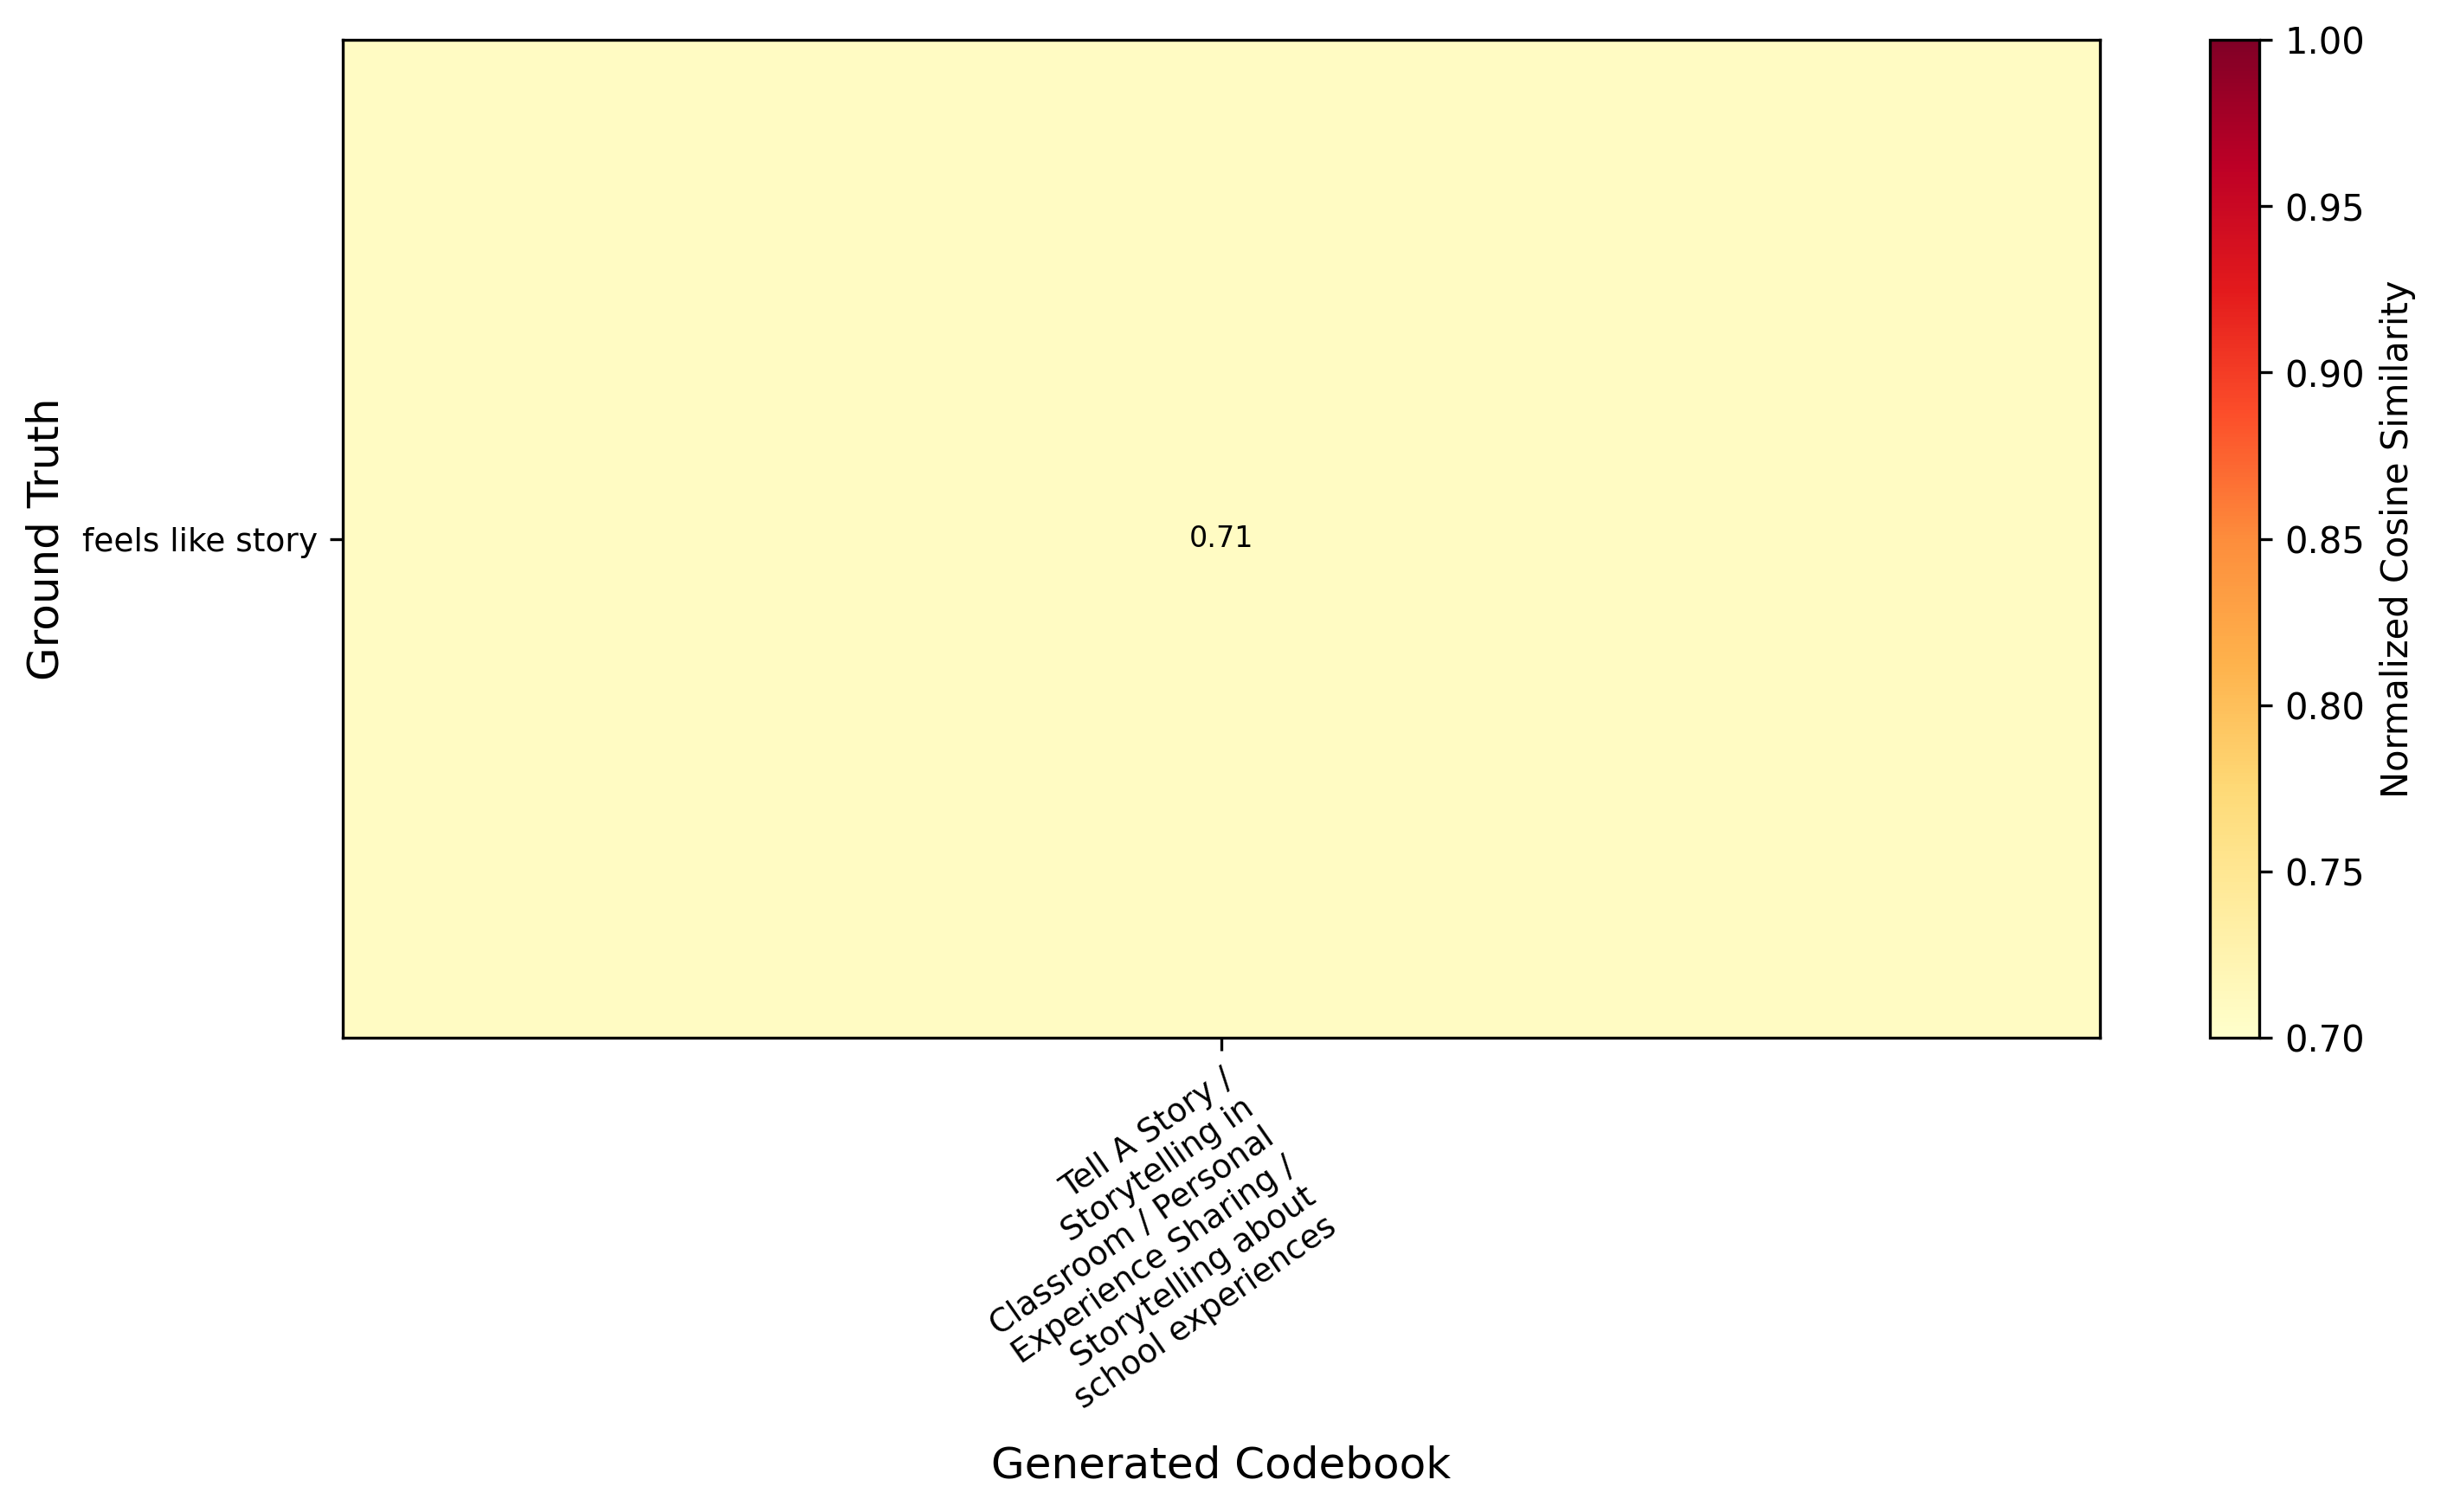 Ground Truth
feels like story
0.71
Tell A Story /
Storytelling in
Classroom / Personal
Experience Sharing /
Storytelling about
school experiences
Generated Codebook
1.00
0.95
0.90
0.85
0.80
0.75
0.70
Normalized Cosine Similarity